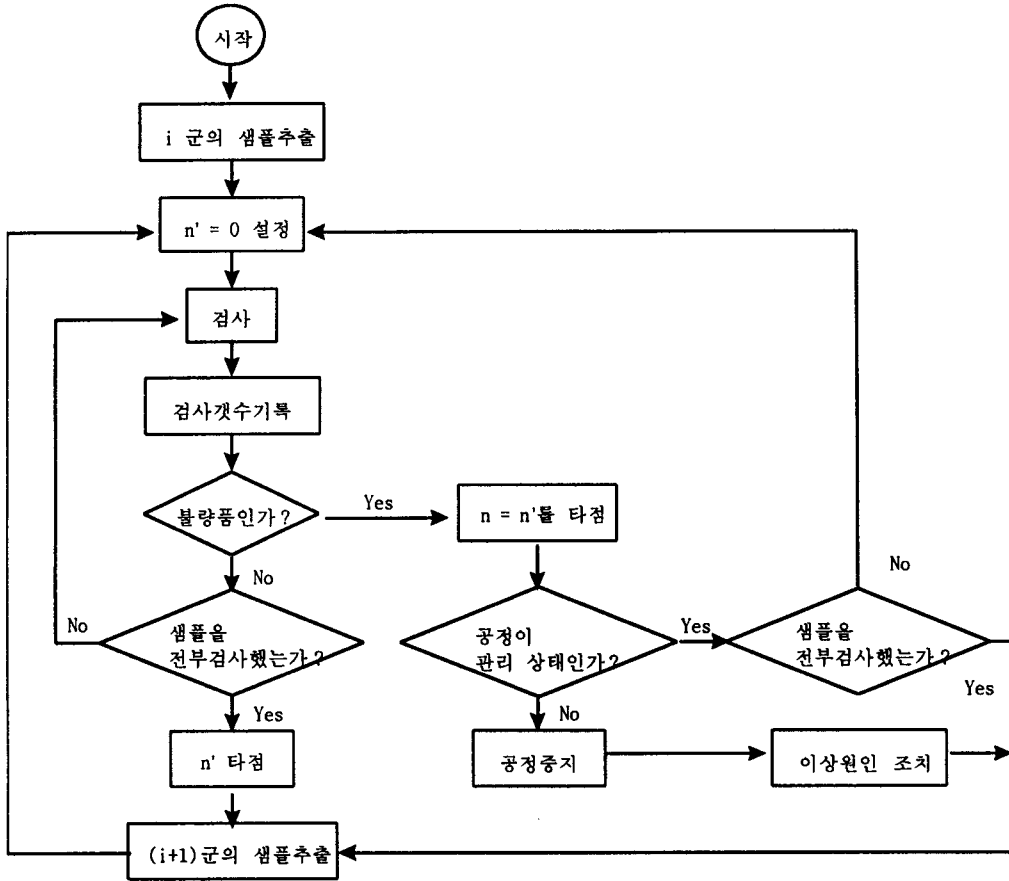 시작
i 군의 샘플추출
n' = 0 설정
검사
검사갯수기록
불량품인가?
Yes
n = n'를 타점
No
No
샘플을
전부검사했는가?
No
공정이
관리 상태인가?
Yes
샘플을
전부검사했는가?
Yes
Yes
No
n' 타점
공정중지
이상원인 조치
(i+1)군의 샘플추출